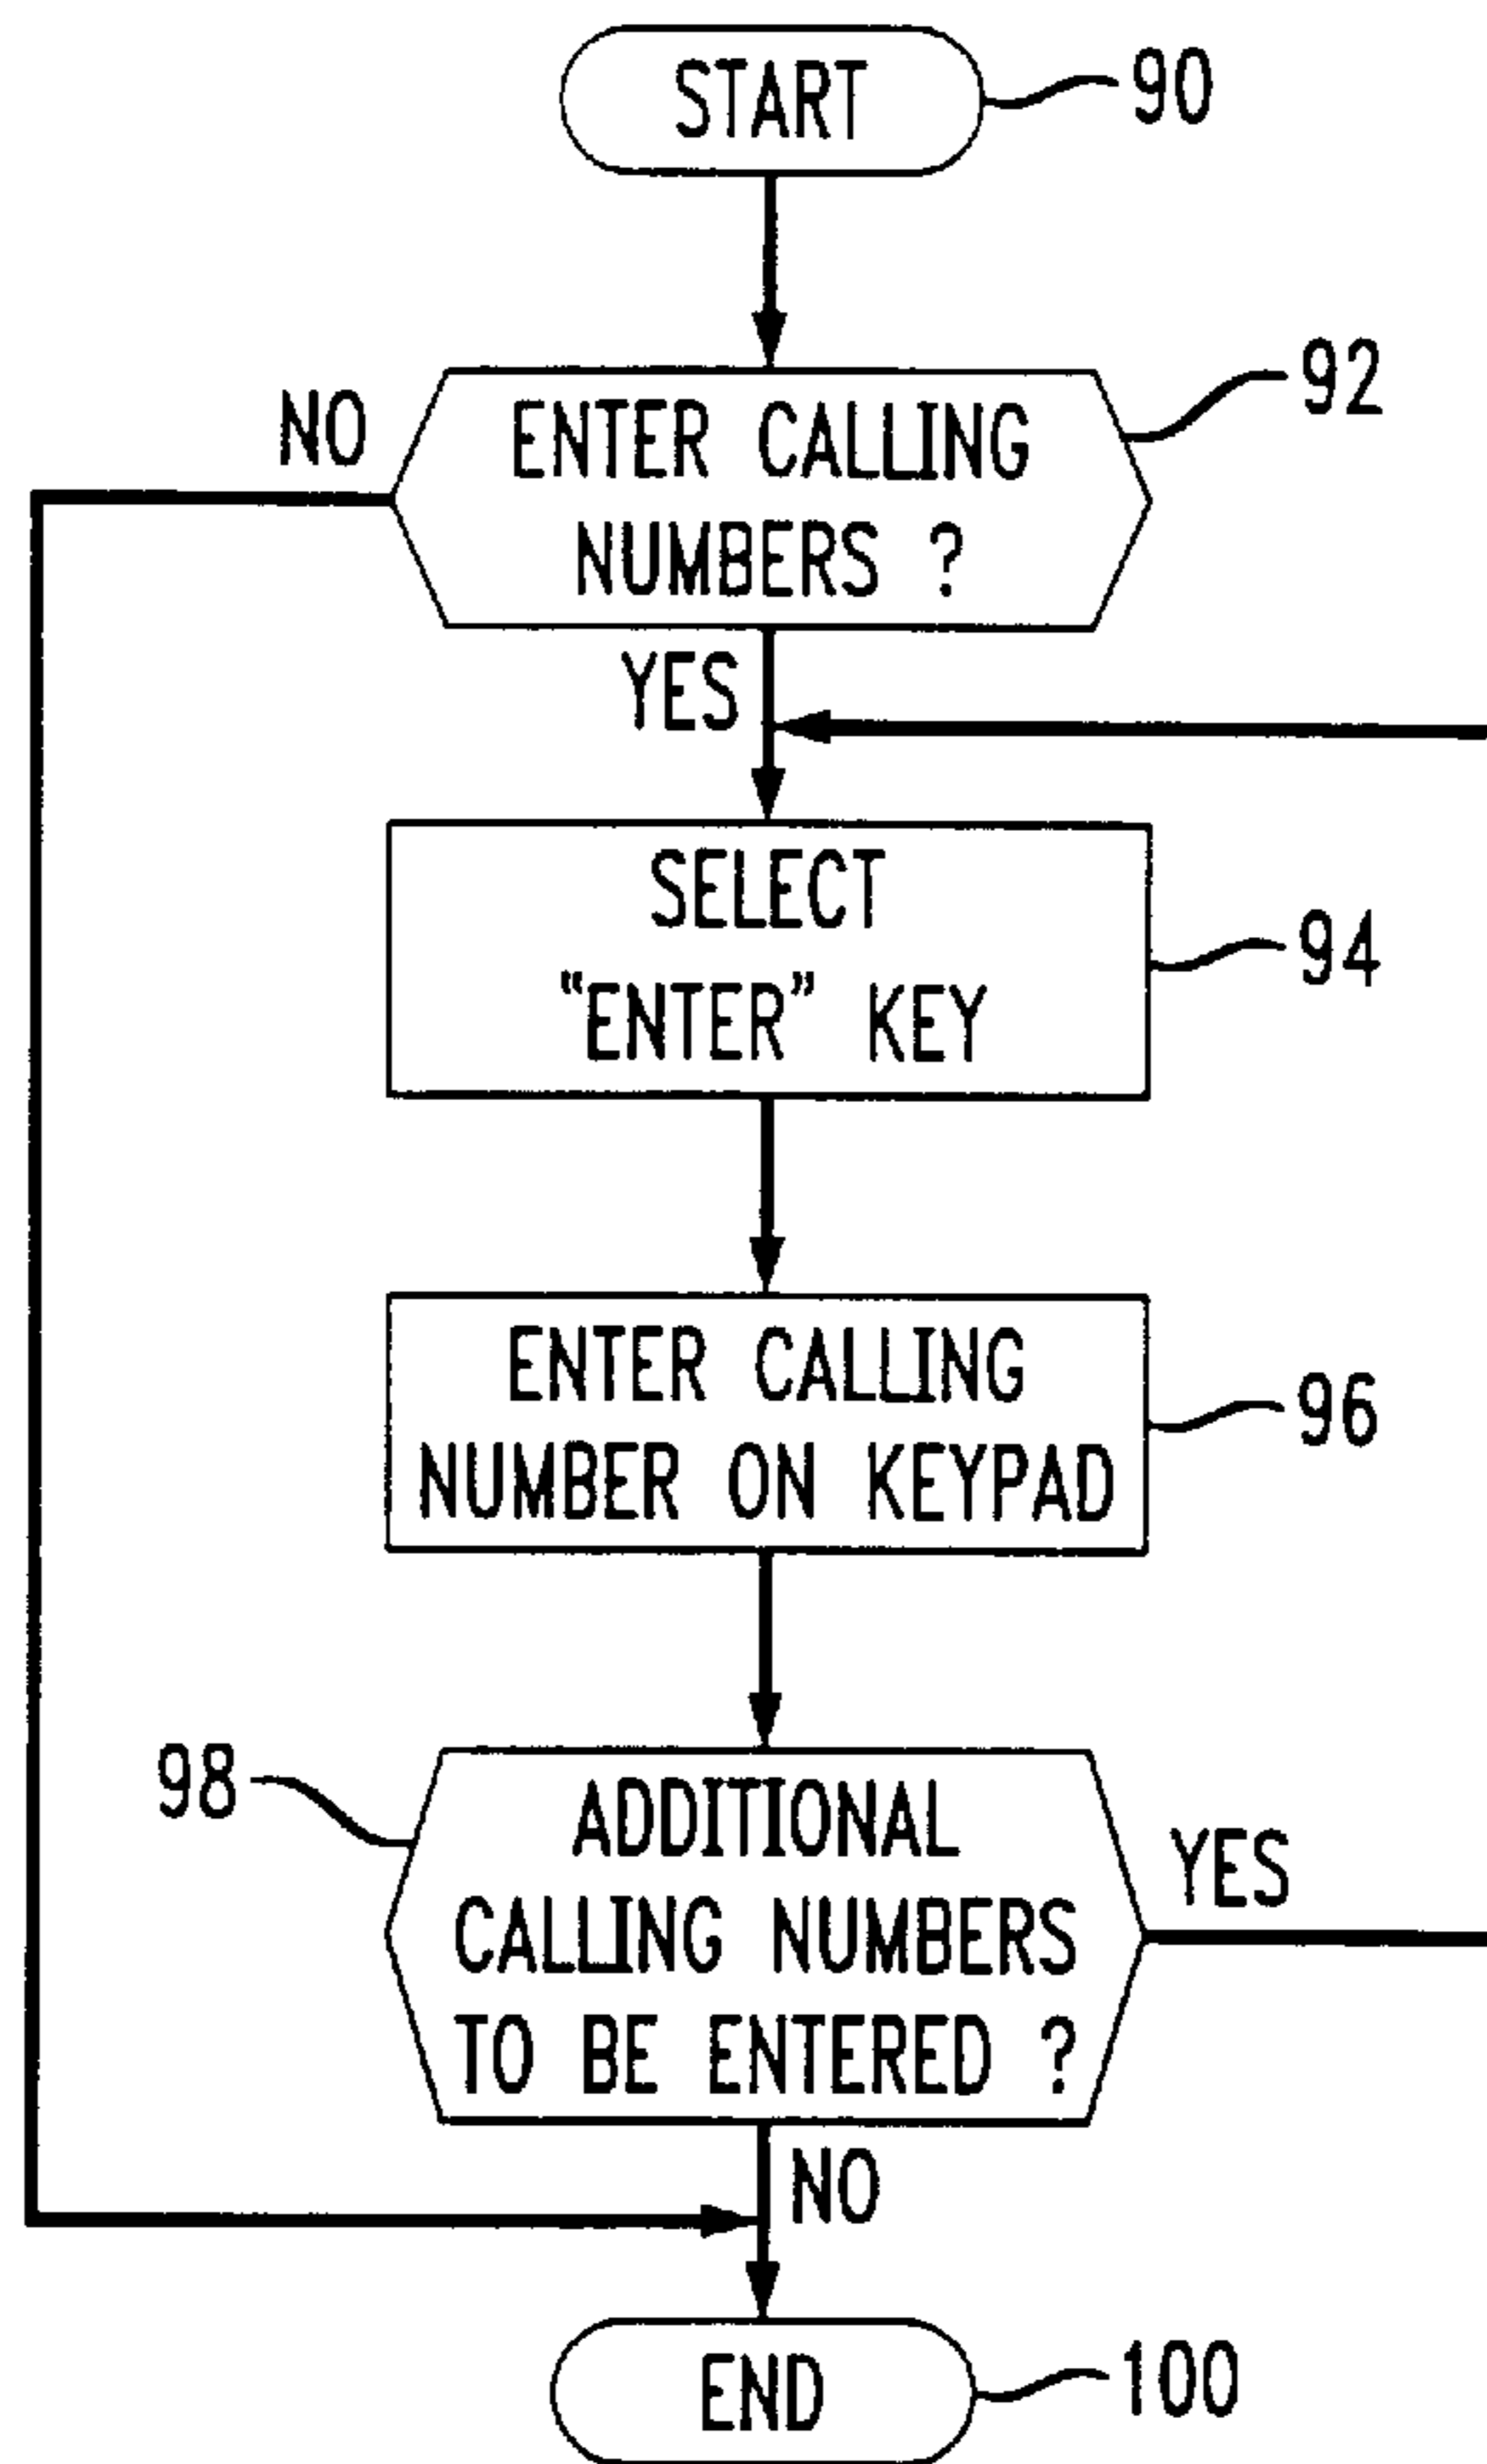 START
90
92
NO
ENTER CALLING
NUMBERS ?
YES
SELECT
"ENTER" KEY
94
ENTER CALLING
NUMBER ON KEYPAD
96
98
ADDITIONAL
CALLING NUMBERS
TO BE ENTERED ?
YES
NO
END
100